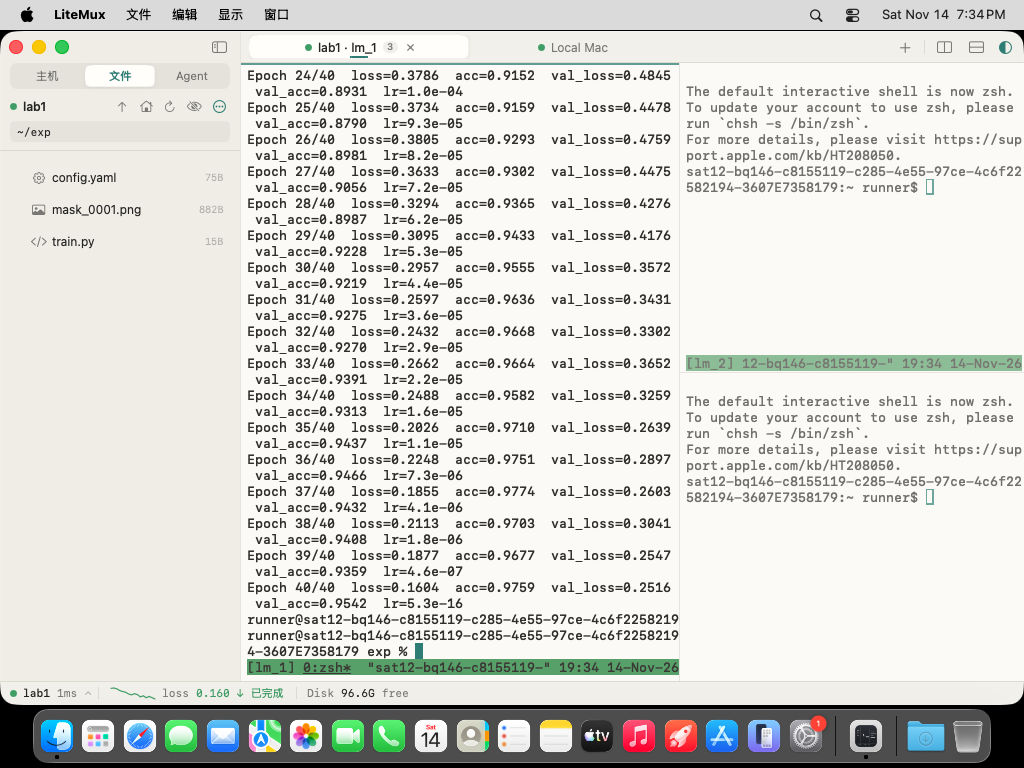 LiteMux 文件 编辑 显示 窗口 Sat Nov 14 7:34 PM
lab1 · lm_1 3 ×
Local Mac
主机 文件 Agent
lab1
~/exp
config.yaml 75B
mask_0001.png 882B
</> train.py 15B
Epoch 24/40 loss=0.3786 acc=0.9152 val_loss=0.4845
val_acc=0.8931 lr=1.0e-04
Epoch 25/40 loss=0.3734 acc=0.9159 val_loss=0.4478
val_acc=0.8790 lr=9.3e-05
Epoch 26/40 loss=0.3805 acc=0.9293 val_loss=0.4759
val_acc=0.8981 lr=8.2e-05
Epoch 27/40 loss=0.3633 acc=0.9302 val_loss=0.4475
val_acc=0.9056 lr=7.2e-05
Epoch 28/40 loss=0.3294 acc=0.9365 val_loss=0.4276
val_acc=0.8987 lr=6.2e-05
Epoch 29/40 loss=0.3095 acc=0.9433 val_loss=0.4176
val_acc=0.9228 lr=5.3e-05
Epoch 30/40 loss=0.2957 acc=0.9555 val_loss=0.3572
val_acc=0.9219 lr=4.4e-05
Epoch 31/40 loss=0.2597 acc=0.9636 val_loss=0.3431
val_acc=0.9275 lr=3.6e-05
Epoch 32/40 loss=0.2432 acc=0.9668 val_loss=0.3302
val_acc=0.9270 lr=2.9e-05
Epoch 33/40 loss=0.2662 acc=0.9664 val_loss=0.3652
val_acc=0.9391 lr=2.2e-05
Epoch 34/40 loss=0.2488 acc=0.9582 val_loss=0.3259
val_acc=0.9313 lr=1.6e-05
Epoch 35/40 loss=0.2026 acc=0.9710 val_loss=0.2639
val_acc=0.9437 lr=1.1e-05
Epoch 36/40 loss=0.2248 acc=0.9751 val_loss=0.2897
val_acc=0.9466 lr=7.3e-06
Epoch 37/40 loss=0.1855 acc=0.9774 val_loss=0.2603
val_acc=0.9432 lr=4.1e-06
Epoch 38/40 loss=0.2113 acc=0.9703 val_loss=0.3041
val_acc=0.9408 lr=1.8e-06
Epoch 39/40 loss=0.1877 acc=0.9677 val_loss=0.2547
val_acc=0.9359 lr=4.6e-07
Epoch 40/40 loss=0.1604 acc=0.9759 val_loss=0.2516
val_acc=0.9542 lr=5.3e-16
runner@sat12-bq146-c8155119-c285-4e55-97ce-4c6f2258219
runner@sat12-bq146-c8155119-c285-4e55-97ce-4c6f2258219
4-3607E7358179 exp %
[lm_1] 0:zsh* "sat12-bq146-c8155119-" 19:34 14-Nov-26
The default interactive shell is now zsh.
To update your account to use zsh, please
run `chsh -s /bin/zsh`.
For more details, please visit https://sup
port.apple.com/kb/HT208050.
sat12-bq146-c8155119-c285-4e55-97ce-4c6f22
582194-3607E7358179:~ runner$
[lm_2] 12-bq146-c8155119-" 19:34 14-Nov-26
The default interactive shell is now zsh.
To update your account to use zsh, please
run `chsh -s /bin/zsh`.
For more details, please visit https://sup
port.apple.com/kb/HT208050.
sat12-bq146-c8155119-c285-4e55-97ce-4c6f22
582194-3607E7358179:~ runner$
lab1 1ms loss 0.160 ↓ 已完成 Disk 96.6G free
Sat
14
tv
1